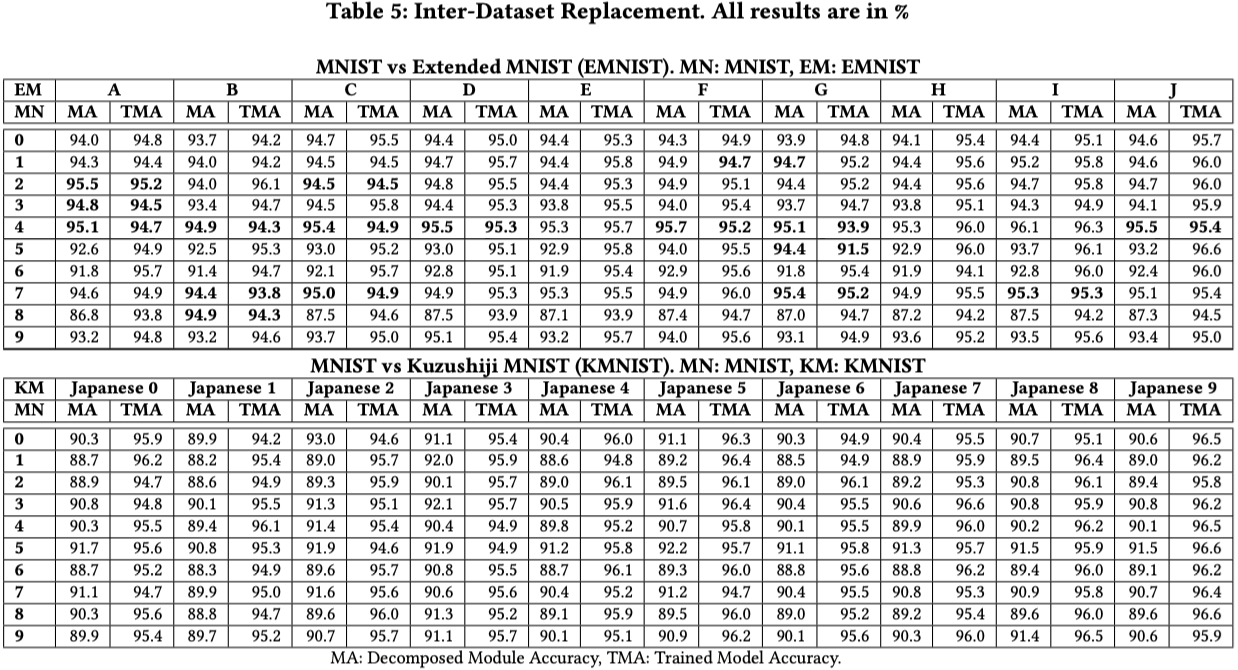 Table 5: Inter-Dataset Replacement. All results are in %
MNIST vs Extended MNIST (EMNIST). MN: MNIST, EM: EMNIST
EM A B C D E F G H I J
MN MA TMA MA TMA MA TMA MA TMA MA TMA MA TMA MA TMA MA TMA MA TMA MA TMA
0 94.0 94.8 93.7 94.2 94.7 95.5 94.4 95.0 94.4 95.3 94.3 94.9 93.9 94.8 94.1 95.4 94.4 95.1 94.6 95.7
1 94.3 94.4 94.0 94.2 94.5 94.5 94.7 95.7 94.4 95.8 94.9 94.7 94.7 95.2 94.4 95.6 95.2 95.8 94.6 96.0
2 95.5 95.2 94.0 96.1 94.5 94.5 94.8 95.5 94.4 95.3 94.9 95.1 94.4 95.2 94.4 95.6 94.7 95.8 94.7 96.0
3 94.8 94.5 93.4 94.7 94.5 95.8 94.4 95.3 93.8 95.5 94.0 95.4 93.7 94.7 93.8 95.1 94.3 94.9 94.1 95.9
4 95.1 94.7 94.9 94.3 95.4 94.9 95.5 95.3 95.3 95.7 95.7 95.2 95.1 93.9 95.3 96.0 96.1 96.3 95.5 95.4
5 92.6 94.9 92.5 95.3 93.0 95.2 93.0 95.1 92.9 95.8 94.0 95.5 94.4 91.5 92.9 96.0 93.7 96.1 93.2 96.6
6 91.8 95.7 91.4 94.7 92.1 95.7 92.8 95.1 91.9 95.4 92.9 95.6 91.8 95.4 91.9 94.1 92.8 96.0 92.4 96.0
7 94.6 94.9 94.4 93.8 95.0 94.9 94.9 95.3 95.3 95.5 94.9 96.0 95.4 95.2 94.9 95.5 95.3 95.3 95.1 95.4
8 86.8 93.8 94.9 94.3 87.5 94.6 87.5 93.9 87.1 93.9 87.4 94.7 87.0 94.7 87.2 94.2 87.5 94.2 87.3 94.5
9 93.2 94.8 93.2 94.6 93.7 95.0 95.1 95.4 93.2 95.7 94.0 95.6 93.1 94.9 93.6 95.2 93.5 95.6 93.4 95.0
MNIST vs Kuzushiji MNIST (KMNIST). MN: MNIST, KM: KMNIST
KM Japanese 0 Japanese 1 Japanese 2 Japanese 3 Japanese 4 Japanese 5 Japanese 6 Japanese 7 Japanese 8 Japanese 9
MN MA TMA MA TMA MA TMA MA TMA MA TMA MA TMA MA TMA MA TMA MA TMA MA TMA
0 90.3 95.9 89.9 94.2 93.0 94.6 91.1 95.4 90.4 96.0 91.1 96.3 90.3 94.9 90.4 95.5 90.7 95.1 90.6 96.5
1 88.7 96.2 88.2 95.4 89.0 95.7 92.0 95.9 88.6 94.8 89.2 96.4 88.5 94.9 88.9 95.9 89.5 96.4 89.0 96.2
2 88.9 94.7 88.6 94.9 89.3 95.9 90.1 95.7 89.0 96.1 89.5 96.1 89.0 96.1 89.2 95.3 90.8 96.1 89.4 95.8
3 90.8 94.8 90.1 95.5 91.3 95.1 92.1 95.7 90.5 95.9 91.6 96.4 90.4 95.5 90.6 96.6 90.8 95.9 90.8 96.2
4 90.3 95.5 89.4 96.1 91.4 95.4 90.4 94.9 89.8 95.2 90.7 95.8 90.1 95.5 89.9 96.0 90.2 96.2 90.1 96.5
5 91.7 95.6 90.8 95.3 91.9 94.6 91.9 94.9 91.2 95.8 92.2 95.7 91.1 95.8 91.3 95.7 91.5 95.9 91.5 96.6
6 88.7 95.2 88.3 94.9 89.6 95.7 90.8 95.5 88.7 96.1 89.3 96.0 88.8 95.6 88.8 96.2 89.4 96.0 89.1 96.2
7 91.1 94.7 89.9 95.0 91.6 95.6 90.6 95.6 90.4 95.2 91.2 94.7 90.4 95.5 90.8 95.3 90.9 95.8 90.7 96.4
8 90.3 95.6 88.8 94.7 89.6 96.0 91.3 95.2 89.1 95.9 89.5 96.0 89.0 95.2 89.2 95.4 89.6 96.0 89.6 96.6
9 89.9 95.4 89.7 95.2 90.7 95.7 91.1 95.7 90.1 95.1 90.9 96.2 90.1 95.6 90.3 96.0 91.4 96.5 90.6 95.9
MA: Decomposed Module Accuracy, TMA: Trained Model Accuracy.